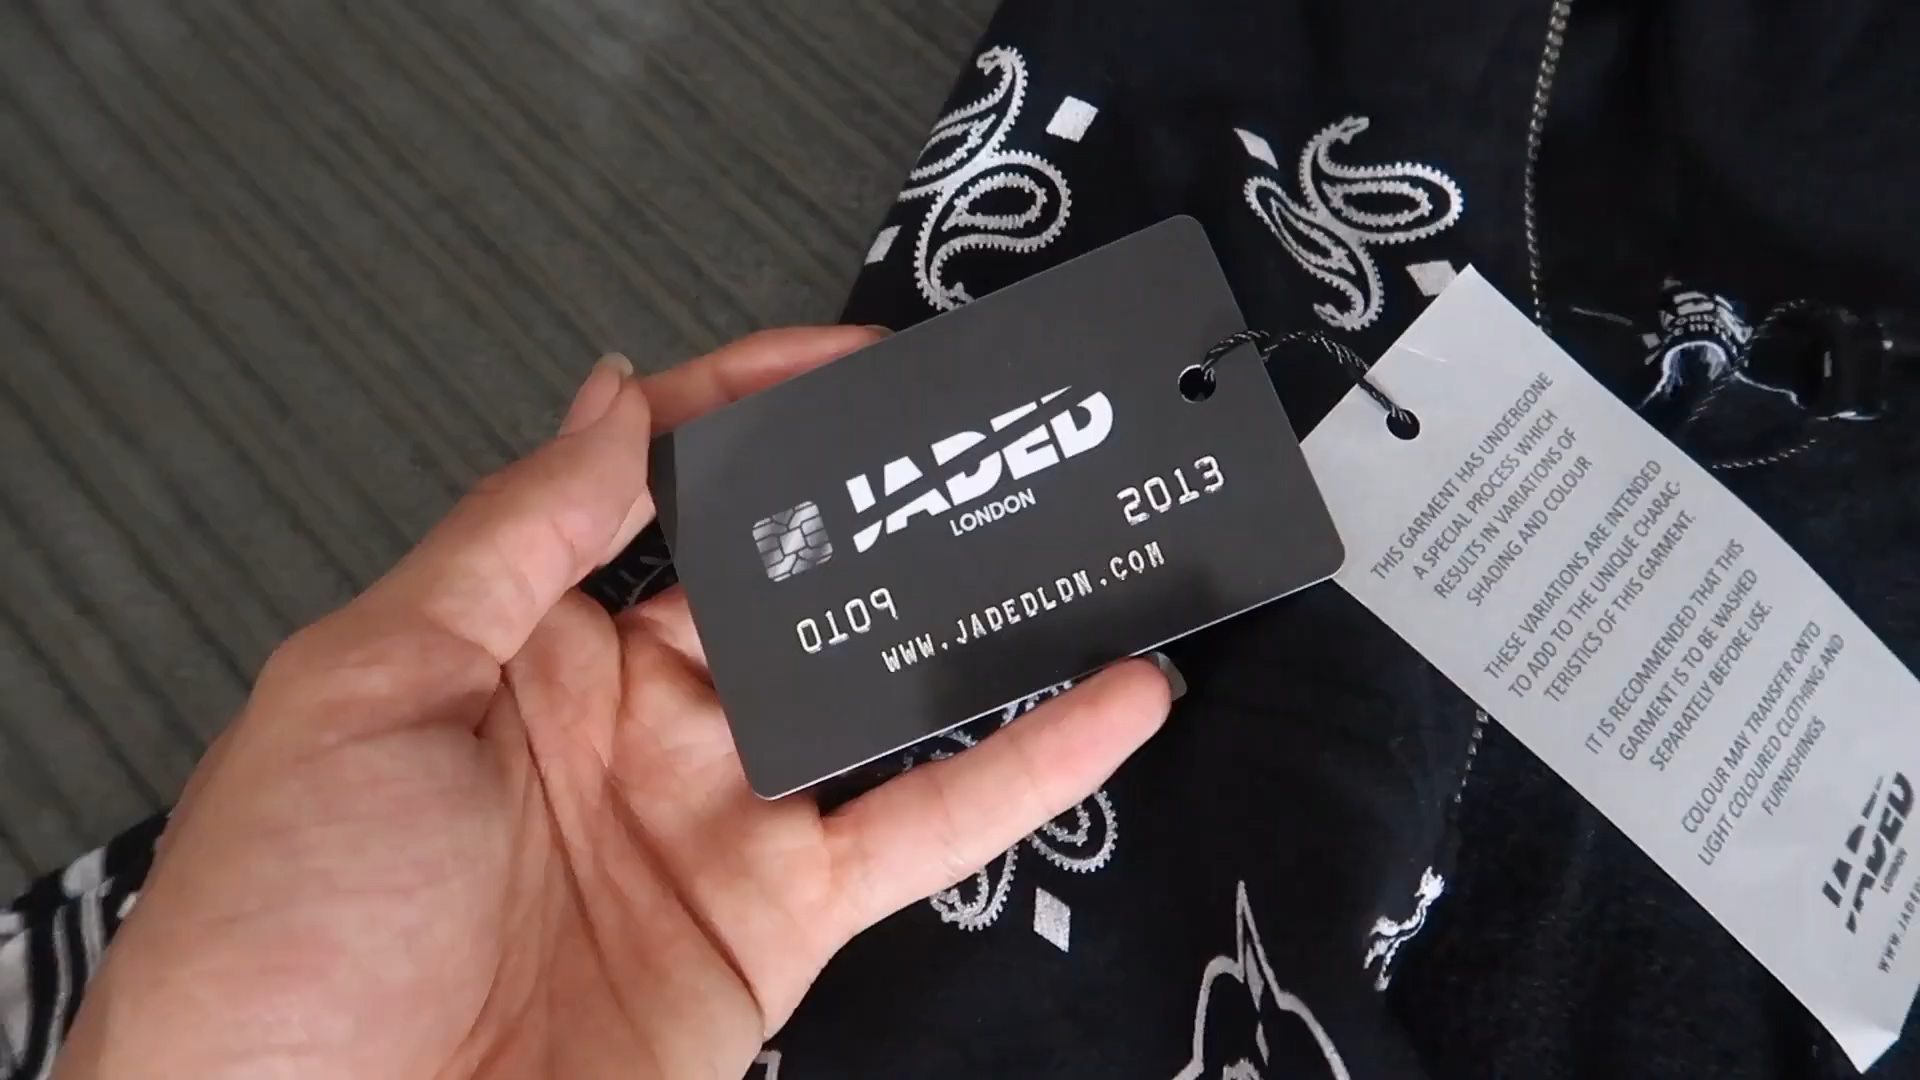 JADED
LONDON
2013
0109
WWW.JADEDLDN.COM
THIS GARMENT HAS UNDERGONE
A SPECIAL PROCESS WHICH
RESULTS IN VARIATIONS OF
SHADING AND COLOUR
THESE VARIATIONS ARE INTENDED
TO ADD TO THE UNIQUE CHARAC-
TERISTICS OF THIS GARMENT.
IT IS RECOMMENDED THAT THIS
GARMENT IS TO BE WASHED
SEPARATELY BEFORE USE.
COLOUR MAY TRANSFER ONTO
LIGHT COLOURED CLOTHING AND
FURNISHINGS
JADED
LONDON